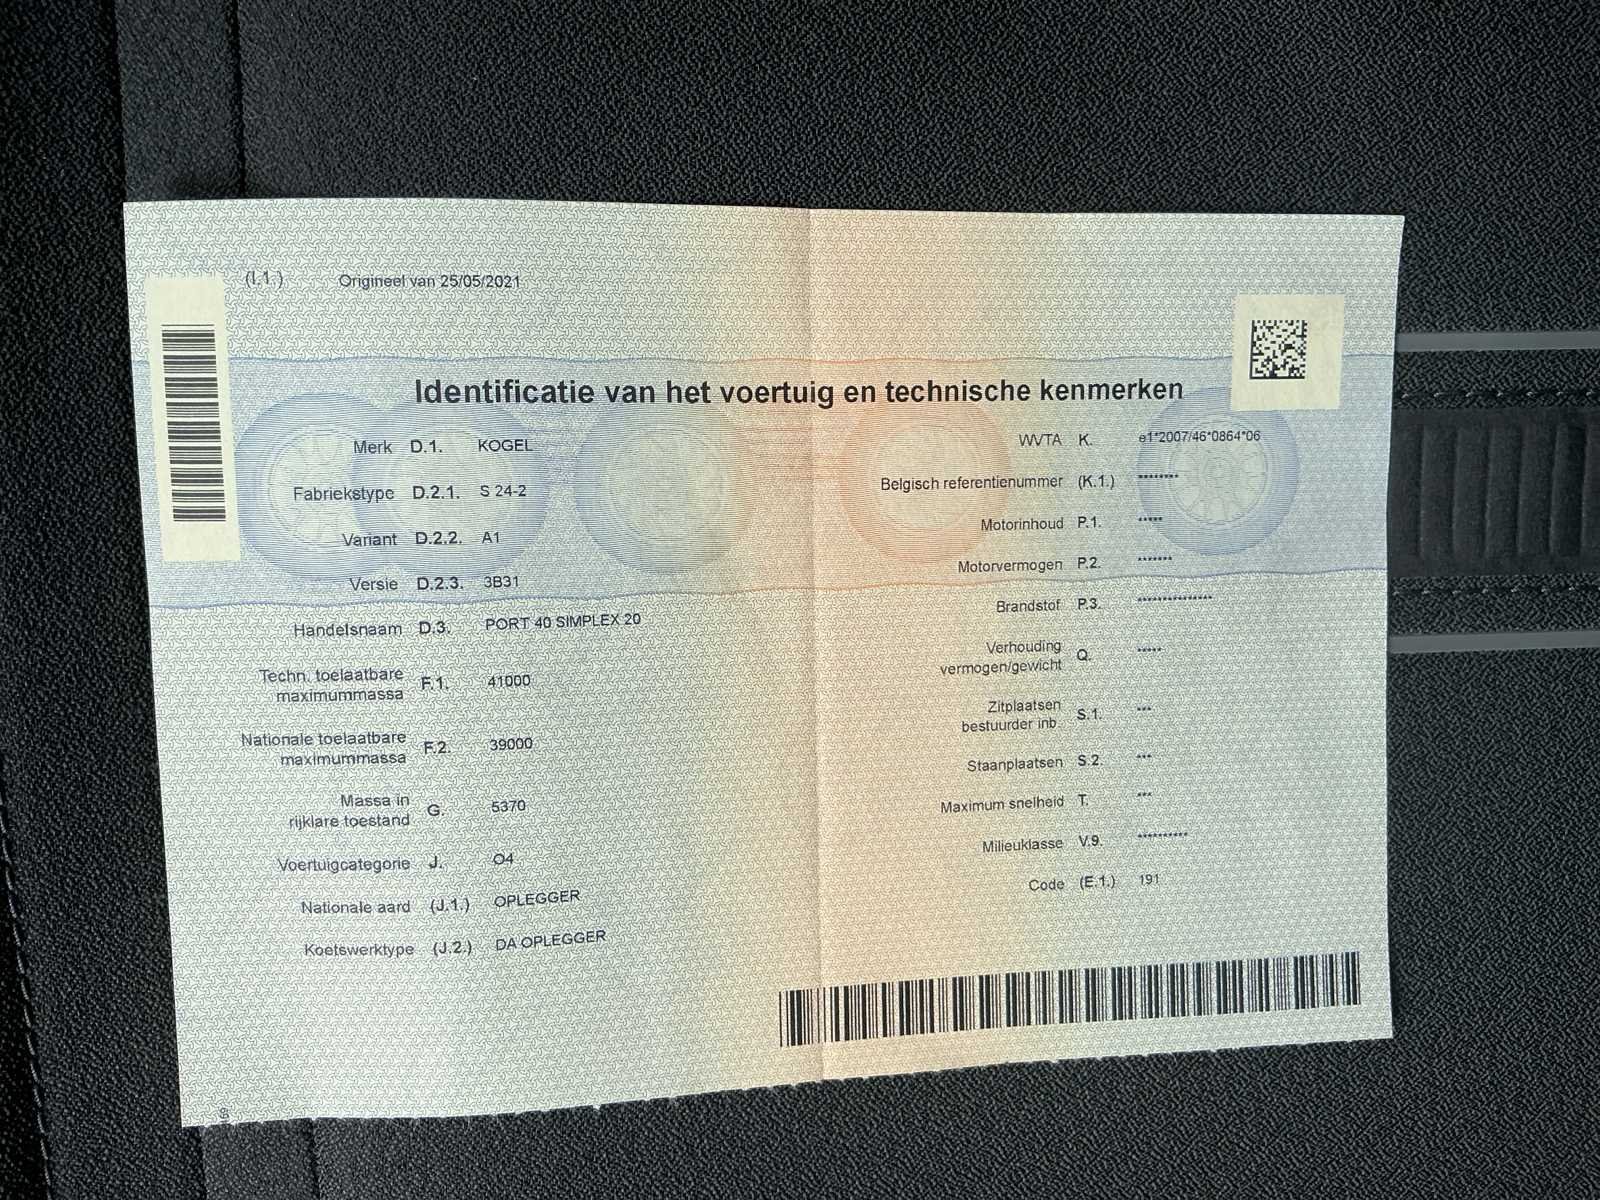 (I.1.) Origineel van 25/05/2021
Identificatie van het voertuig en technische kenmerken
Merk D.1. KOGEL
Fabriekstype D.2.1. S 24-2
Variant D.2.2. A1
Versie D.2.3. 3B31
Handelsnaam D.3. PORT 40 SIMPLEX 20
Techn. toelaatbare
maximummassa F.1. 41000
Nationale toelaatbare
maximummassa F.2. 39000
Massa in
rijklare toestand G. 5370
Voertuigcategorie J. O4
Nationale aard (J.1.) OPLEGGER
Koetswerktype (J.2.) DA OPLEGGER
WVTA K. e1*2007/46*0864*06
Belgisch referentienummer (K.1.) ********
Motorinhoud P.1. *****
Motorvermogen P.2. *******
Brandstof P.3. ***************
Verhouding
vermogen/gewicht Q. *****
Zitplaatsen
bestuurder inb. S.1. ***
Staanplaatsen S.2. ***
Maximum snelheid T. ***
Milieuklasse V.9. **********
Code (E.1.) 191